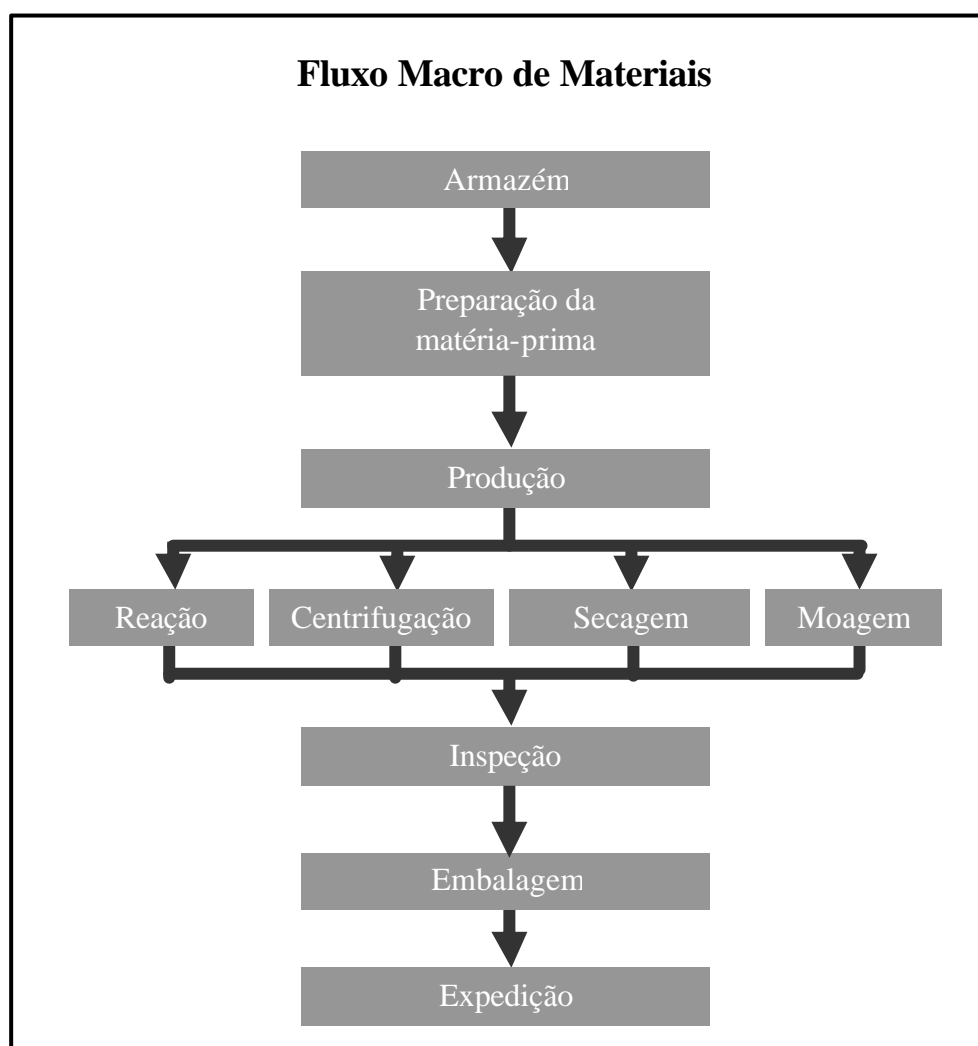 Fluxo Macro de Materiais
Armazém
Preparação da
matéria-prima
Produção
Reação
Centrifugação
Secagem
Moagem
Inspeção
Embalagem
Expedição